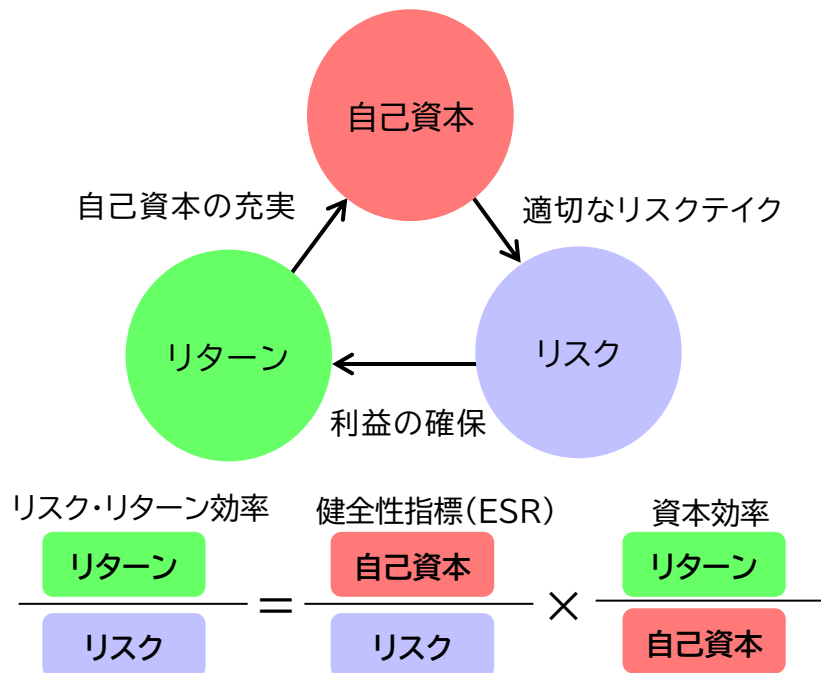 自己資本
自己資本の充実
適切なリスクテイク
リターン
リスク
利益の確保
リスク・リターン効率
健全性指標(ESR)
資本効率
リターン
自己資本
リターン
=
×
リスク
リスク
自己資本